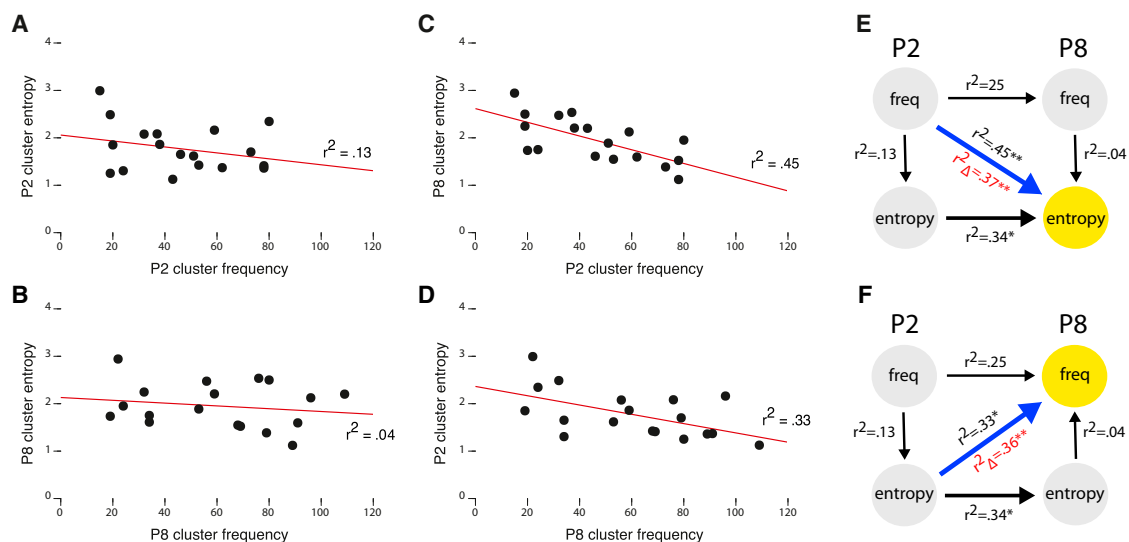 A
4
3
2
1
0
P2 cluster entropy
r² = .13
0 20 40 60 80 100 120
P2 cluster frequency
C
4
3
2
1
0
P8 cluster entropy
r² = .45
0 20 40 60 80 100 120
P2 cluster frequency
E
P2 P8
freq r²=25 freq
r²=.13 r²=.45** r²=.04
r²Δ=.37**
entropy entropy
r²=.34*
B
4
3
2
1
0
P8 cluster entropy
r² = .04
0 20 40 60 80 100 120
P8 cluster frequency
D
4
3
2
1
0
P2 cluster entropy
r² = .33
0 20 40 60 80 100 120
P8 cluster frequency
F
P2 P8
freq r²=.25 freq
r²=.13 r²=.33* r²=.04
r²Δ=.36**
entropy entropy
r²=.34*